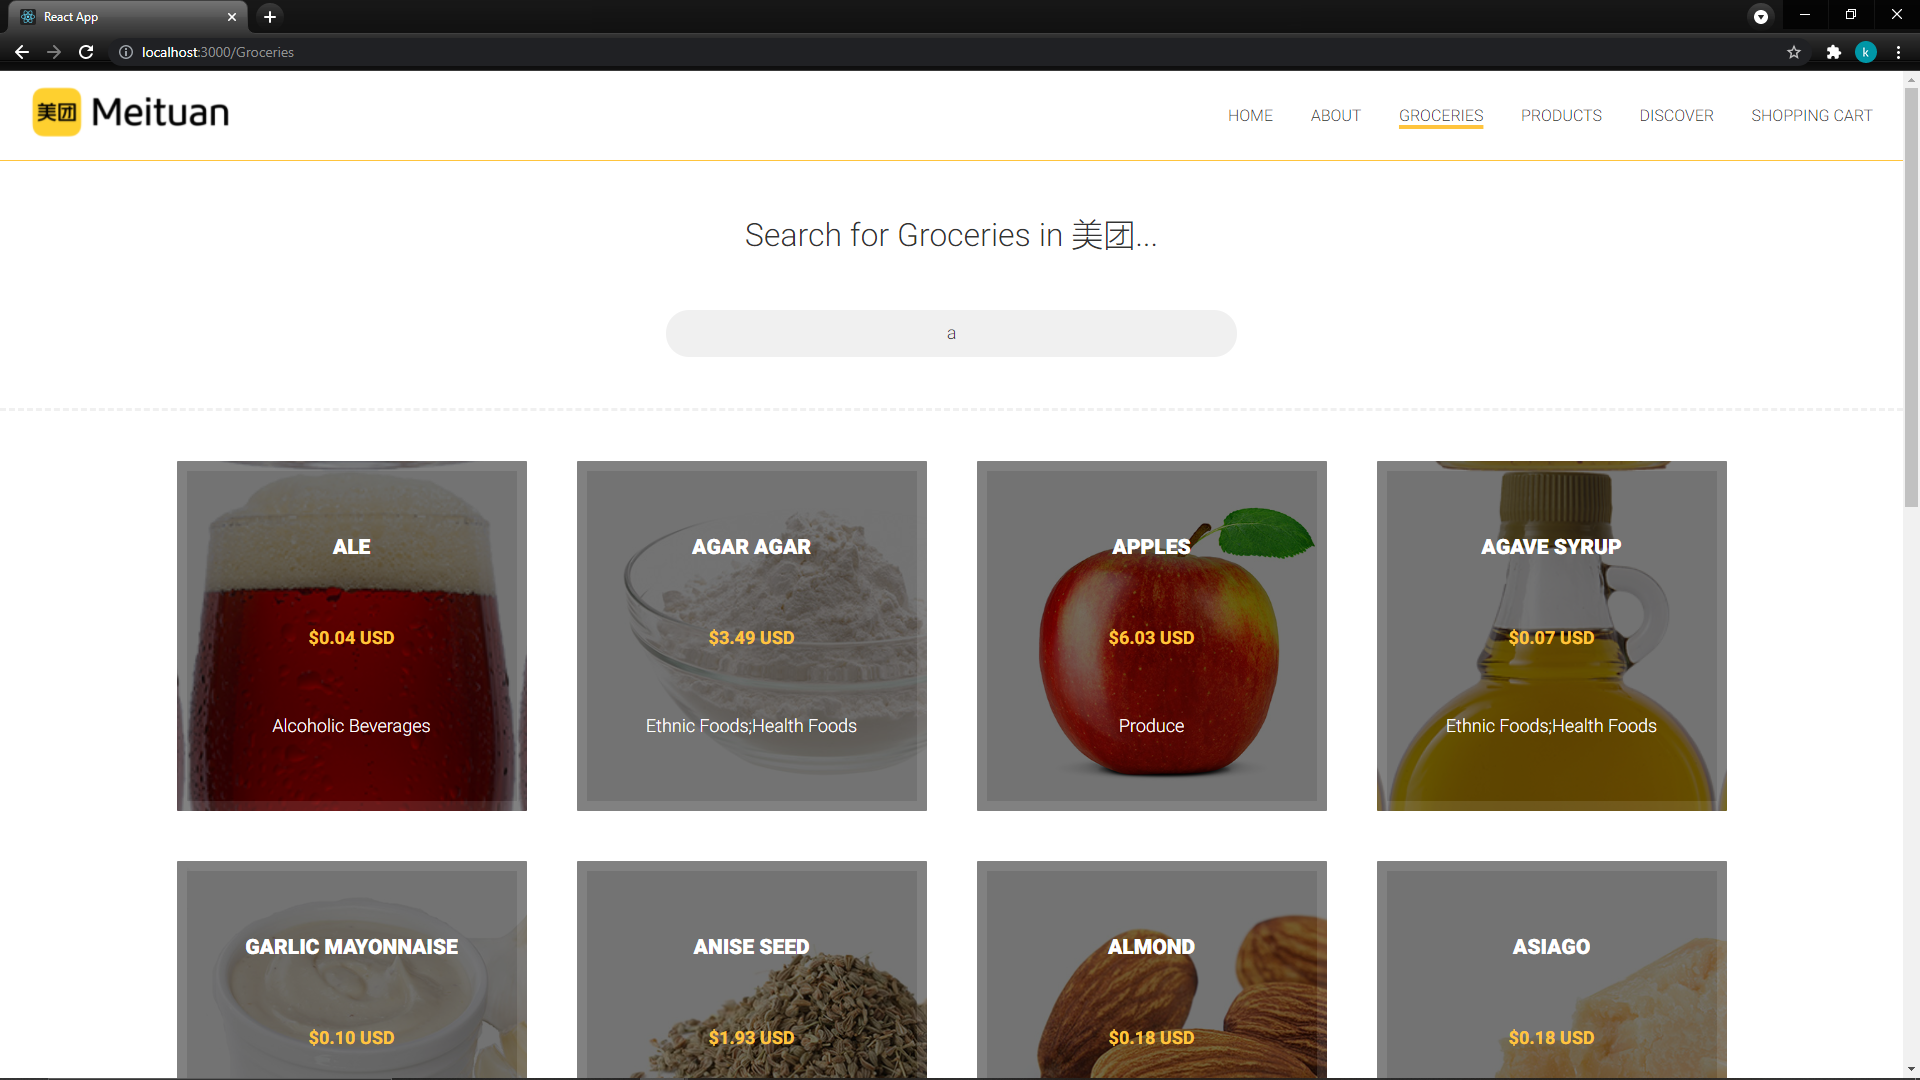 React App
localhost:3000/Groceries
k
美团 Meituan
HOME ABOUT GROCERIES PRODUCTS DISCOVER SHOPPING CART
Search for Groceries in 美团...
a
ALE
$0.04 USD
Alcoholic Beverages
AGAR AGAR
$3.49 USD
Ethnic Foods;Health Foods
APPLES
$6.03 USD
Produce
AGAVE SYRUP
$0.07 USD
Ethnic Foods;Health Foods
GARLIC MAYONNAISE
$0.10 USD
ANISE SEED
$1.93 USD
ALMOND
$0.18 USD
ASIAGO
$0.18 USD